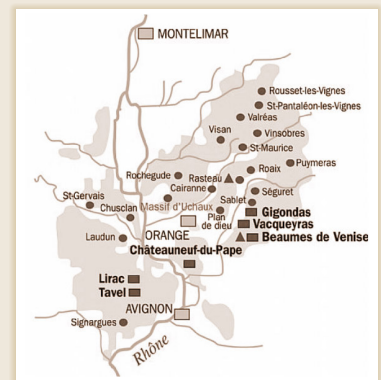 MONTELIMAR
Rousset-les-Vignes
St-Pantaléon-les-Vignes
Valréas
Visan
Vinsobres
St-Maurice
Puymeras
Rochegude
Rasteau
Roaix
Cairanne
St-Gervais
Massif d'Uchaux
Séguret
Sablet
Chusclan
Plan
de dieu
Gigondas
Vacqueyras
Laudun
ORANGE
Beaumes de Venise
Châteauneuf-du-Pape
Lirac
Tavel
AVIGNON
Signargues
Rhône